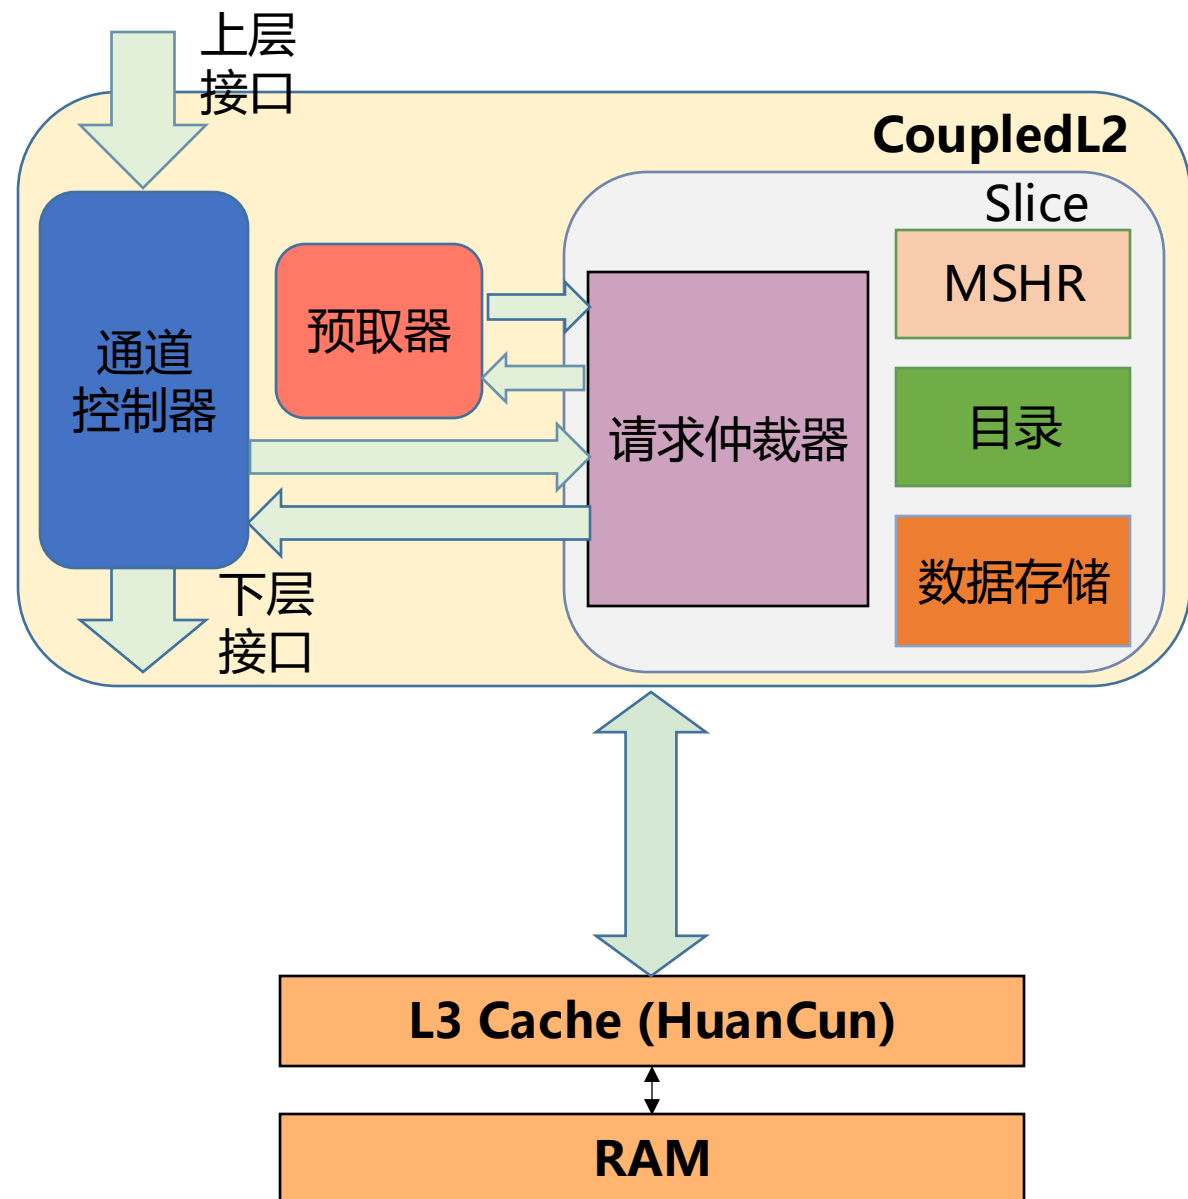 上层
接口
CoupledL2
Slice
MSHR
预取器
通道
控制器
请求仲裁器
目录
数据存储
下层
接口
L3 Cache (HuanCun)
RAM